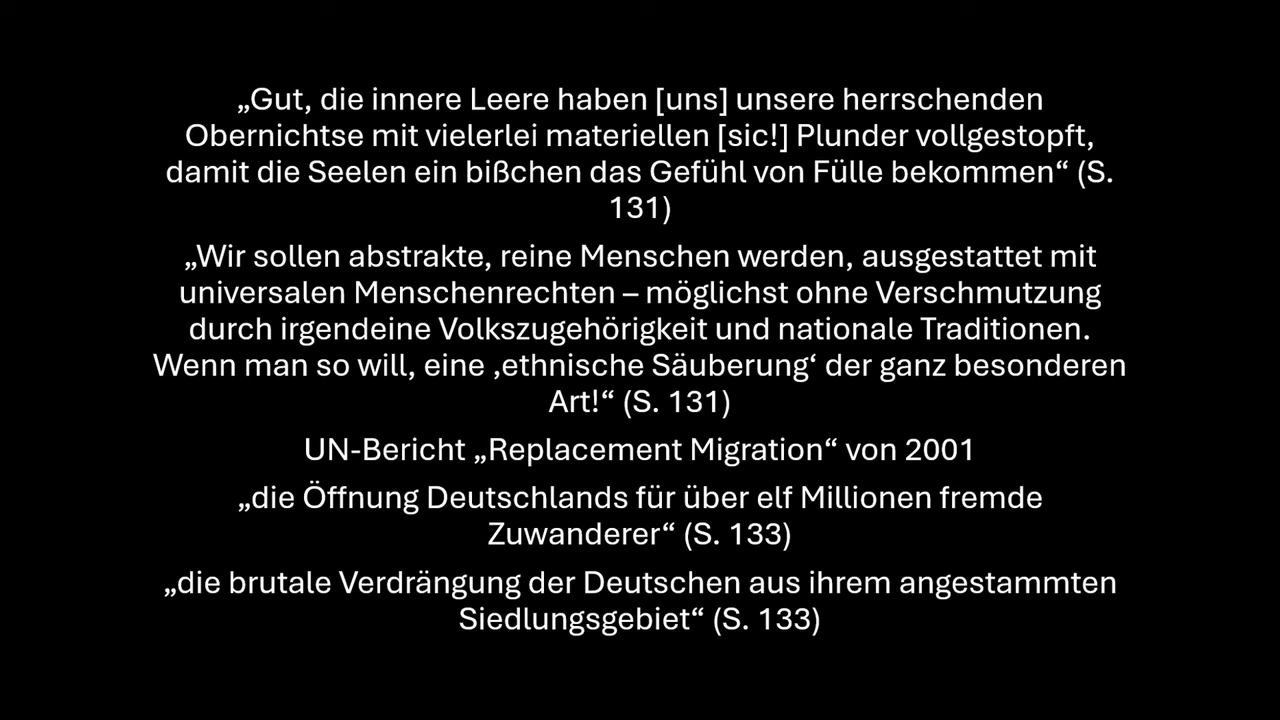 „Gut, die innere Leere haben [uns] unsere herrschenden
Obernichtse mit vielerlei materiellen [sic!] Plunder vollgestopft,
damit die Seelen ein bißchen das Gefühl von Fülle bekommen“ (S.
131)
„Wir sollen abstrakte, reine Menschen werden, ausgestattet mit
universalen Menschenrechten – möglichst ohne Verschmutzung
durch irgendeine Volkszugehörigkeit und nationale Traditionen.
Wenn man so will, eine ‚ethnische Säuberung‘ der ganz besonderen
Art!“ (S. 131)
UN-Bericht „Replacement Migration“ von 2001
„die Öffnung Deutschlands für über elf Millionen fremde
Zuwanderer“ (S. 133)
„die brutale Verdrängung der Deutschen aus ihrem angestammten
Siedlungsgebiet“ (S. 133)